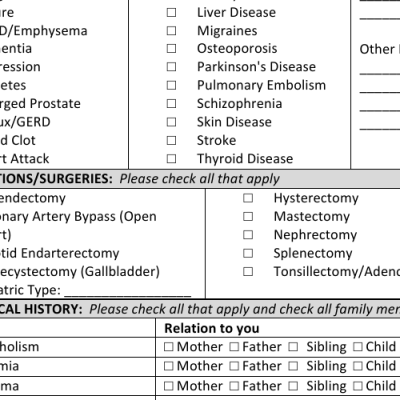 re ☐ Liver Disease
D/Emphysema ☐ Migraines
entia ☐ Osteoporosis Other
ression ☐ Parkinson's Disease
etes ☐ Pulmonary Embolism
rged Prostate ☐ Schizophrenia
ux/GERD ☐ Skin Disease
d Clot ☐ Stroke
rt Attack ☐ Thyroid Disease
TIONS/SURGERIES: Please check all that apply
endectomy ☐ Hysterectomy
onary Artery Bypass (Open ☐ Mastectomy
rt) ☐ Nephrectomy
tid Endarterectomy ☐ Splenectomy
ecystectomy (Gallbladder) ☐ Tonsillectomy/Adeno
atric Type: __________________
CAL HISTORY: Please check all that apply and check all family mem
Relation to you
holism ☐ Mother ☐ Father ☐ Sibling ☐ Child
mia ☐ Mother ☐ Father ☐ Sibling ☐ Child
ma ☐ Mother ☐ Father ☐ Sibling ☐ Child